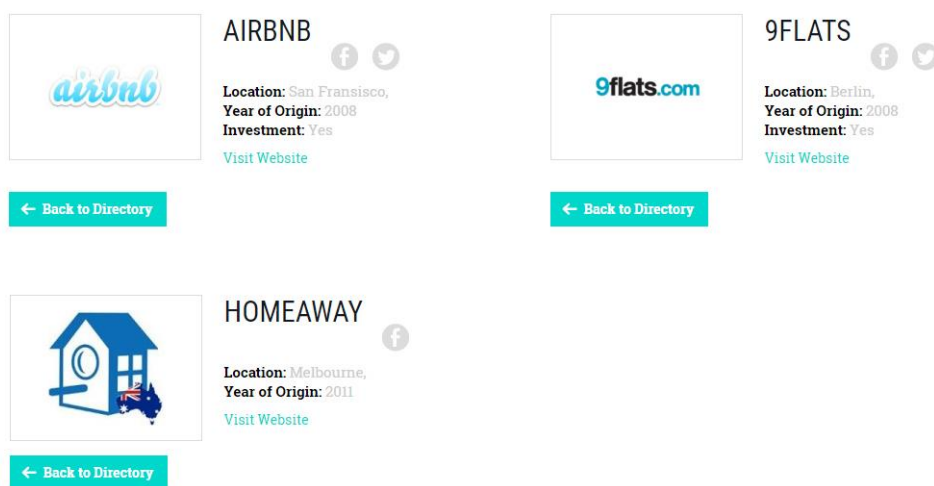 AIRBNB
airbnb
Location: San Fransisco,
Year of Origin: 2008
Investment: Yes
Visit Website
← Back to Directory
9FLATS
9flats.com
Location: Berlin,
Year of Origin: 2008
Investment: Yes
Visit Website
← Back to Directory
HOMEAWAY
Location: Melbourne,
Year of Origin: 2011
Visit Website
← Back to Directory